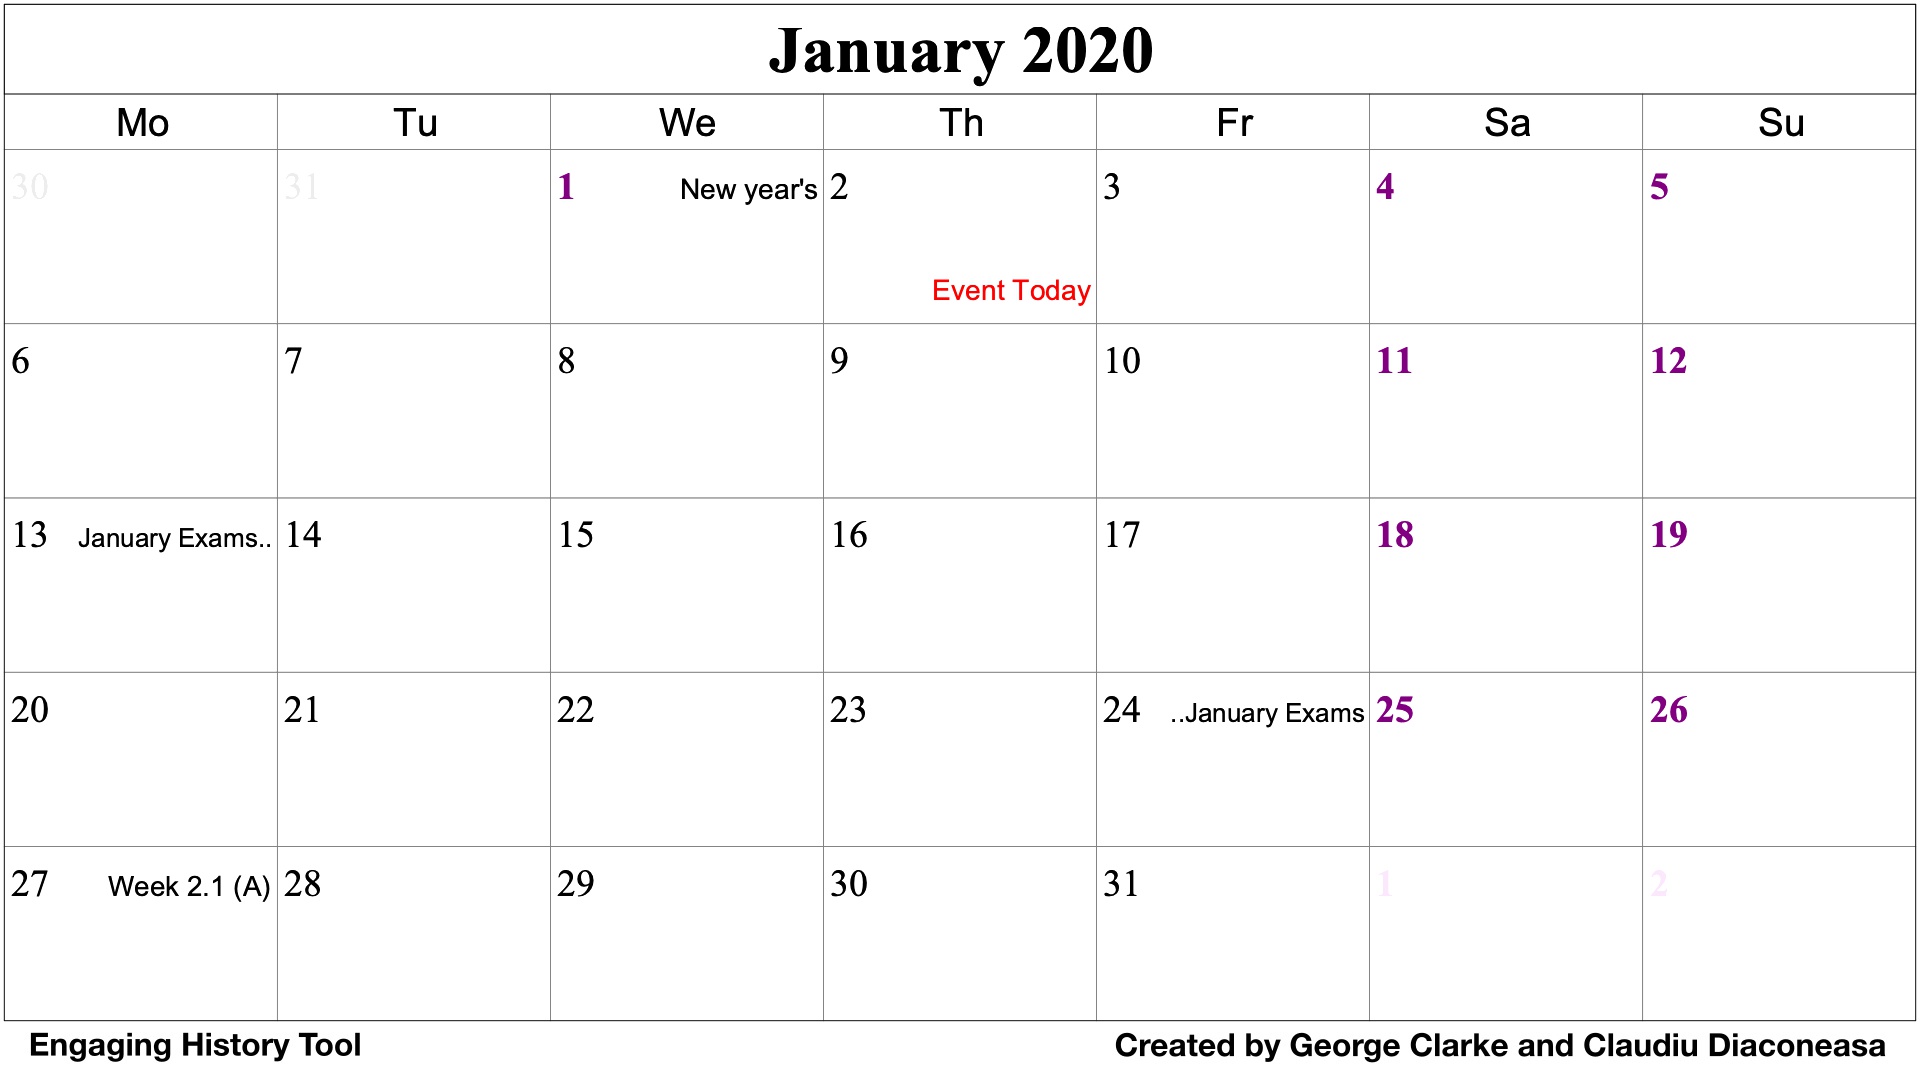 January 2020
Mo Tu We Th Fr Sa Su
30 31 1 New year's 2 3 4 5
Event Today
6 7 8 9 10 11 12
13 January Exams.. 14 15 16 17 18 19
20 21 22 23 24 ..January Exams 25 26
27 Week 2.1 (A) 28 29 30 31 1 2
Engaging History Tool Created by George Clarke and Claudiu Diaconeasa